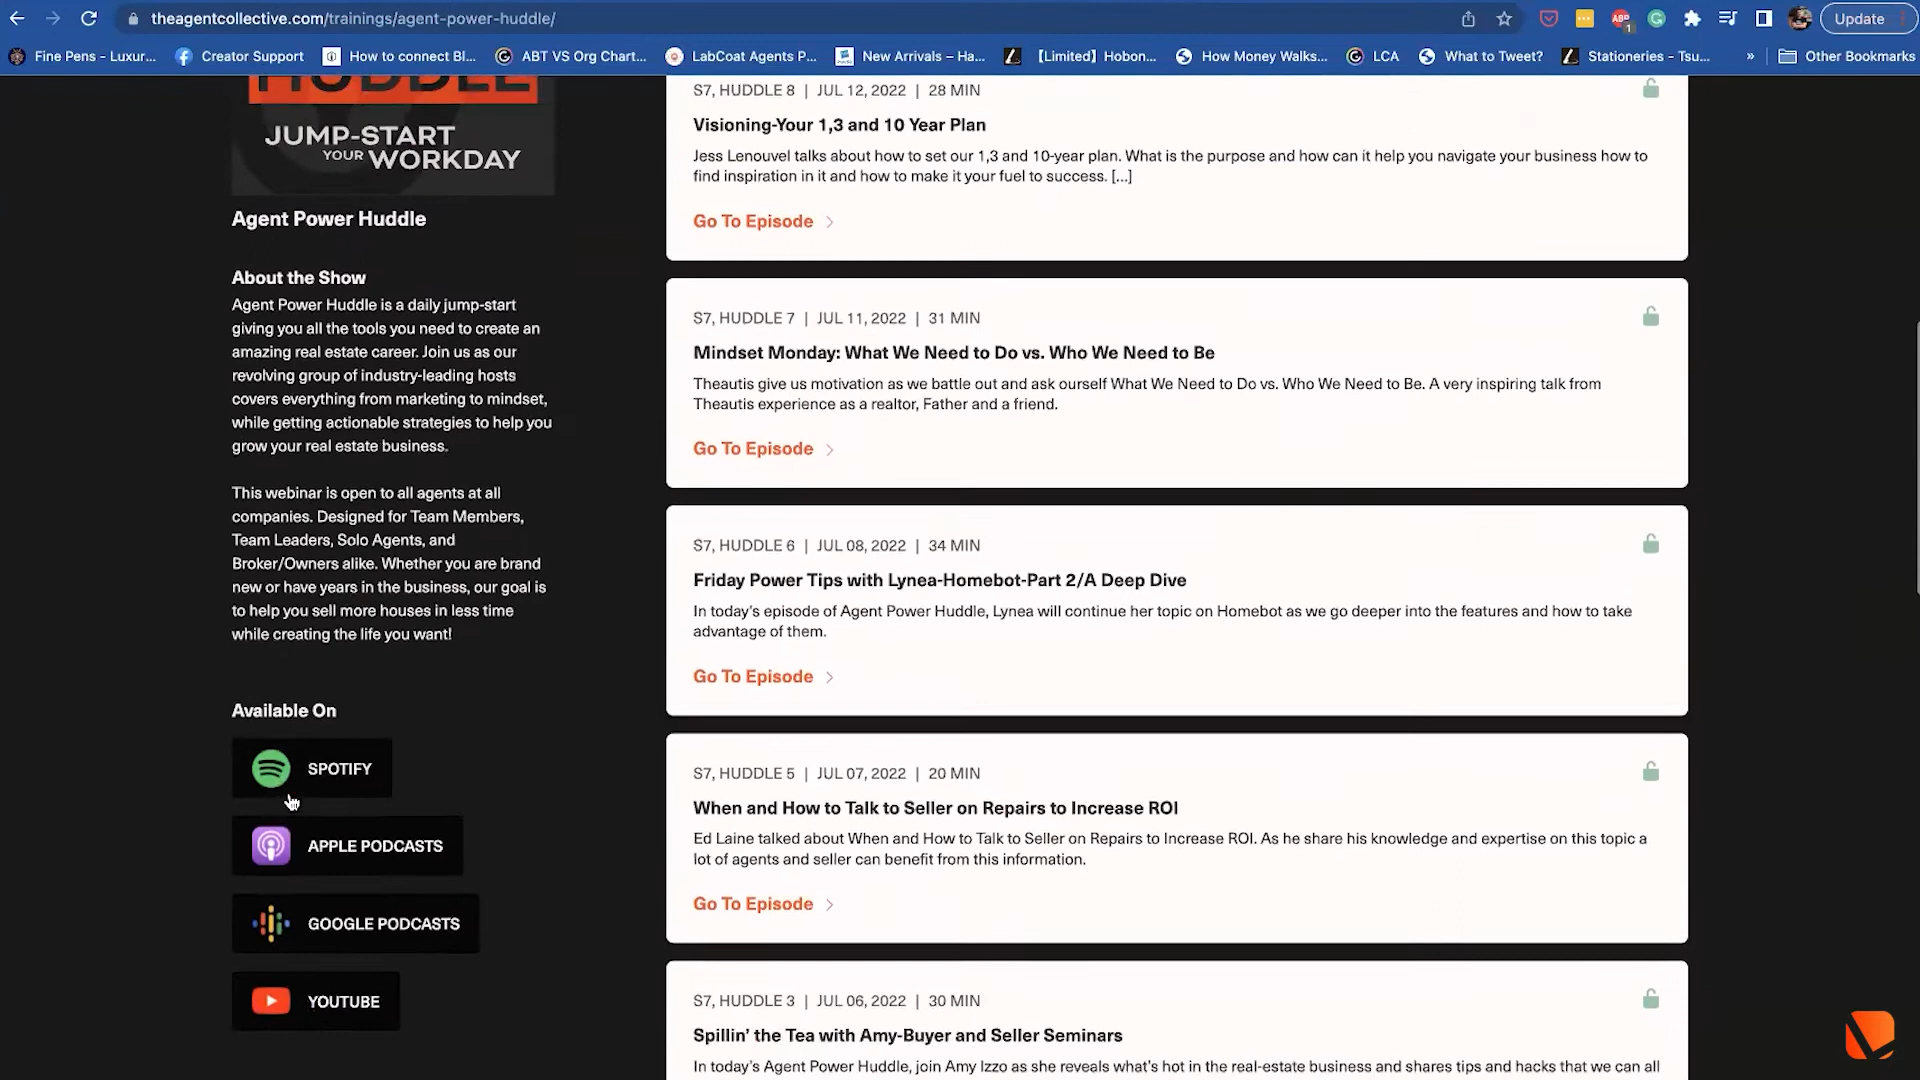 theagentcollective.com/trainings/agent-power-huddle/
ABP
1
Update
Fine Pens - Luxur...
Creator Support
How to connect Bl...
ABT VS Org Chart...
LabCoat Agents P...
New Arrivals – Ha...
【Limited】Hobon...
How Money Walks...
LCA
What to Tweet?
Stationeries - Tsu...
»
Other Bookmarks
HUDDLE
JUMP-START
YOUR WORKDAY
Agent Power Huddle
About the Show
Agent Power Huddle is a daily jump-start
giving you all the tools you need to create an
amazing real estate career. Join us as our
revolving group of industry-leading hosts
covers everything from marketing to mindset,
while getting actionable strategies to help you
grow your real estate business.
This webinar is open to all agents at all
companies. Designed for Team Members,
Team Leaders, Solo Agents, and
Broker/Owners alike. Whether you are brand
new or have years in the business, our goal is
to help you sell more houses in less time
while creating the life you want!
Available On
SPOTIFY
APPLE PODCASTS
GOOGLE PODCASTS
YOUTUBE
S7, HUDDLE 8 | JUL 12, 2022 | 28 MIN
Visioning-Your 1,3 and 10 Year Plan
Jess Lenouvel talks about how to set our 1,3 and 10-year plan. What is the purpose and how can it help you navigate your business how to
find inspiration in it and how to make it your fuel to success. [...]
Go To Episode
S7, HUDDLE 7 | JUL 11, 2022 | 31 MIN
Mindset Monday: What We Need to Do vs. Who We Need to Be
Theautis give us motivation as we battle out and ask ourself What We Need to Do vs. Who We Need to Be. A very inspiring talk from
Theautis experience as a realtor, Father and a friend.
Go To Episode
S7, HUDDLE 6 | JUL 08, 2022 | 34 MIN
Friday Power Tips with Lynea-Homebot-Part 2/A Deep Dive
In today's episode of Agent Power Huddle, Lynea will continue her topic on Homebot as we go deeper into the features and how to take
advantage of them.
Go To Episode
S7, HUDDLE 5 | JUL 07, 2022 | 20 MIN
When and How to Talk to Seller on Repairs to Increase ROI
Ed Laine talked about When and How to Talk to Seller on Repairs to Increase ROI. As he share his knowledge and expertise on this topic a
lot of agents and seller can benefit from this information.
Go To Episode
S7, HUDDLE 3 | JUL 06, 2022 | 30 MIN
Spillin' the Tea with Amy-Buyer and Seller Seminars
In today's Agent Power Huddle, join Amy Izzo as she reveals what's hot in the real-estate business and shares tips and hacks that we can all